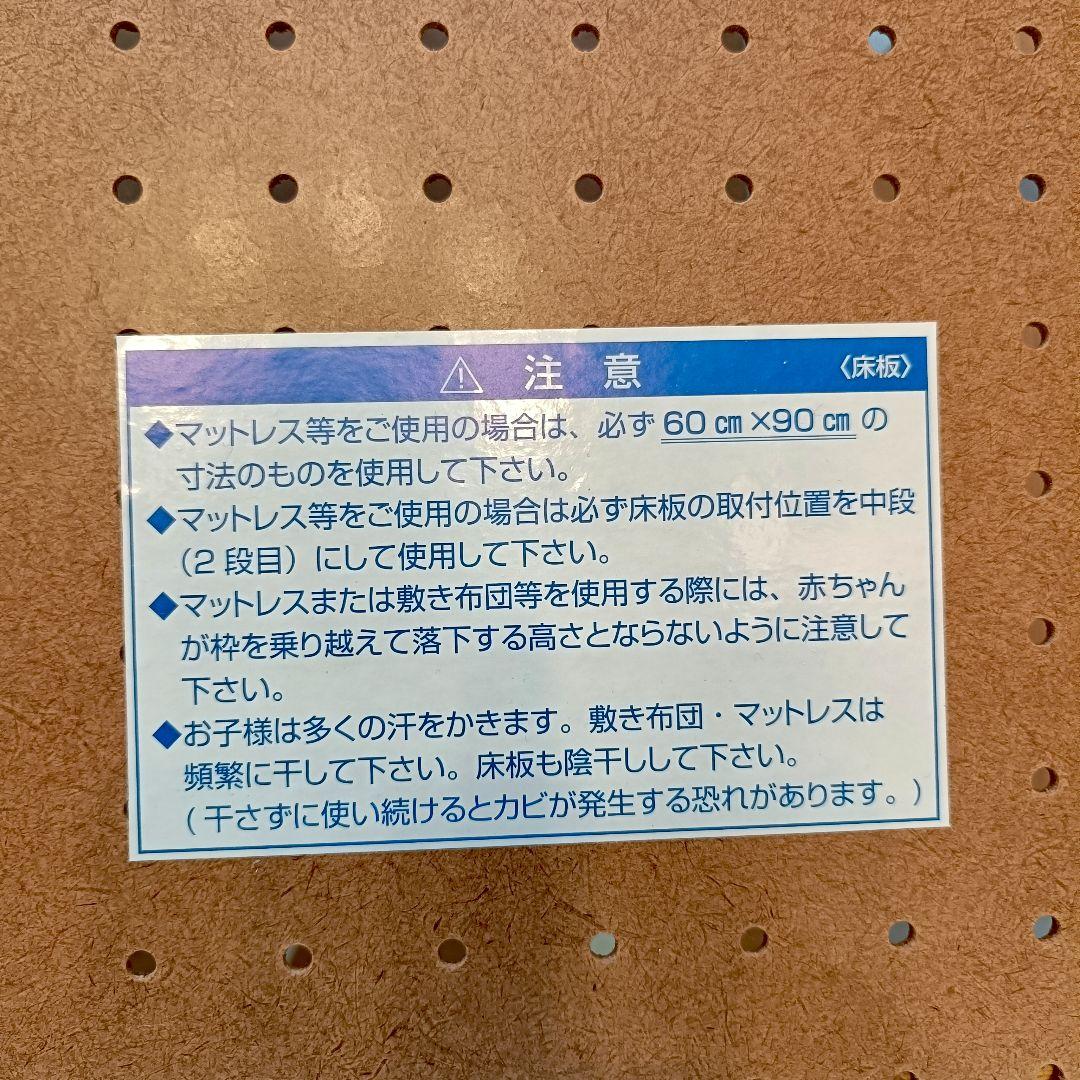 ⚠ 注意 〈床板〉
◆マットレス等をご使用の場合は、必ず60㎝×90㎝の
寸法のものを使用して下さい。
◆マットレス等をご使用の場合は必ず床板の取付位置を中段
（2段目）にして使用して下さい。
◆マットレスまたは敷き布団等を使用する際には、赤ちゃん
が枠を乗り越えて落下する高さとならないように注意して
下さい。
◆お子様は多くの汗をかきます。敷き布団・マットレスは
頻繁に干して下さい。床板も陰干しして下さい。
(干さずに使い続けるとカビが発生する恐れがあります。)